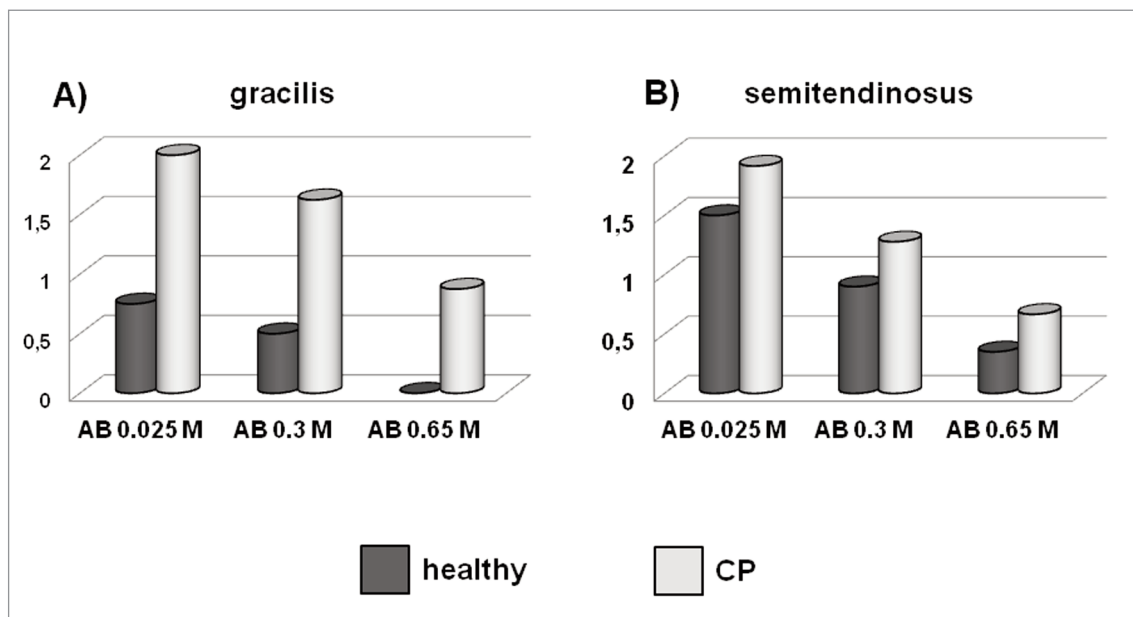 A) gracilis
2
1,5
1
0,5
0
AB 0.025 M AB 0.3 M AB 0.65 M
B) semitendinosus
2
1,5
1
0,5
0
AB 0.025 M AB 0.3 M AB 0.65 M
healthy
CP